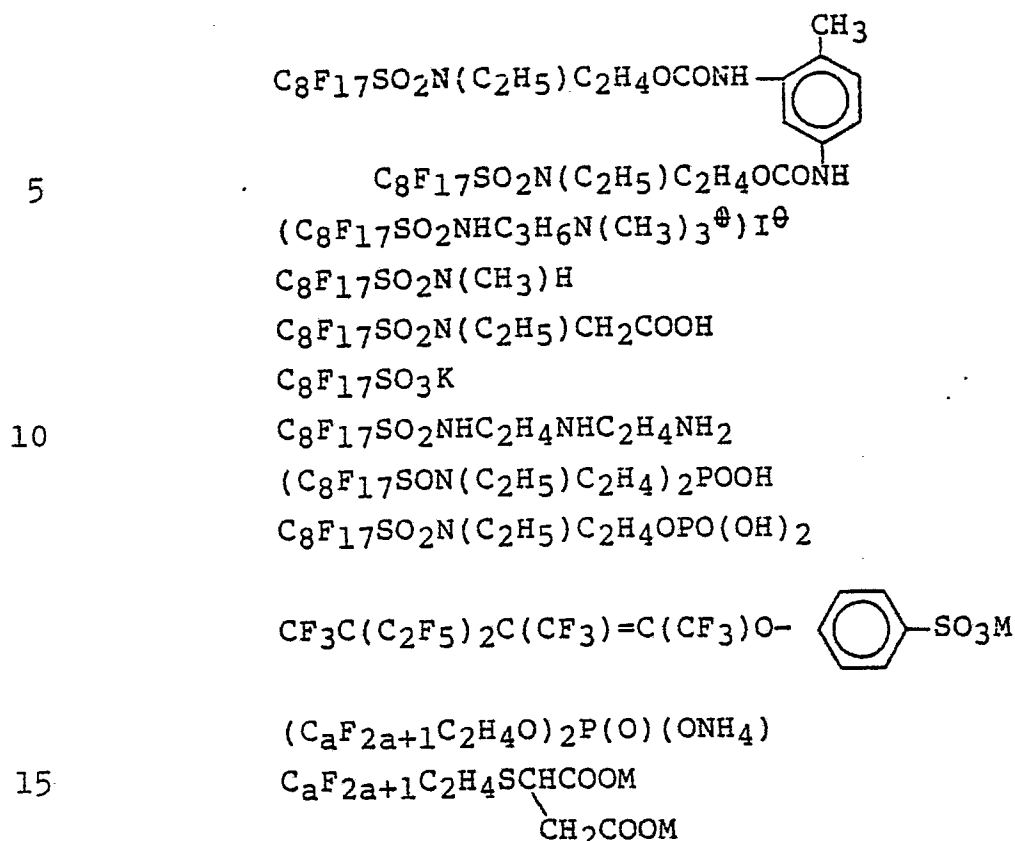 CH3
C8F17SO2N(C2H5)C2H4OCONH
5 C8F17SO2N(C2H5)C2H4OCONH
(C8F17SO2NHC3H6N(CH3)3⊕)I⊖
C8F17SO2N(CH3)H
C8F17SO2N(C2H5)CH2COOH
C8F17SO3K
10 C8F17SO2NHC2H4NHC2H4NH2
(C8F17SON(C2H5)C2H4)2POOH
C8F17SO2N(C2H5)C2H4OPO(OH)2
CF3C(C2F5)2C(CF3)=C(CF3)O- -SO3M
(CaF2a+1C2H4O)2P(O)(ONH4)
15 CaF2a+1C2H4SCHCOOM
CH2COOM